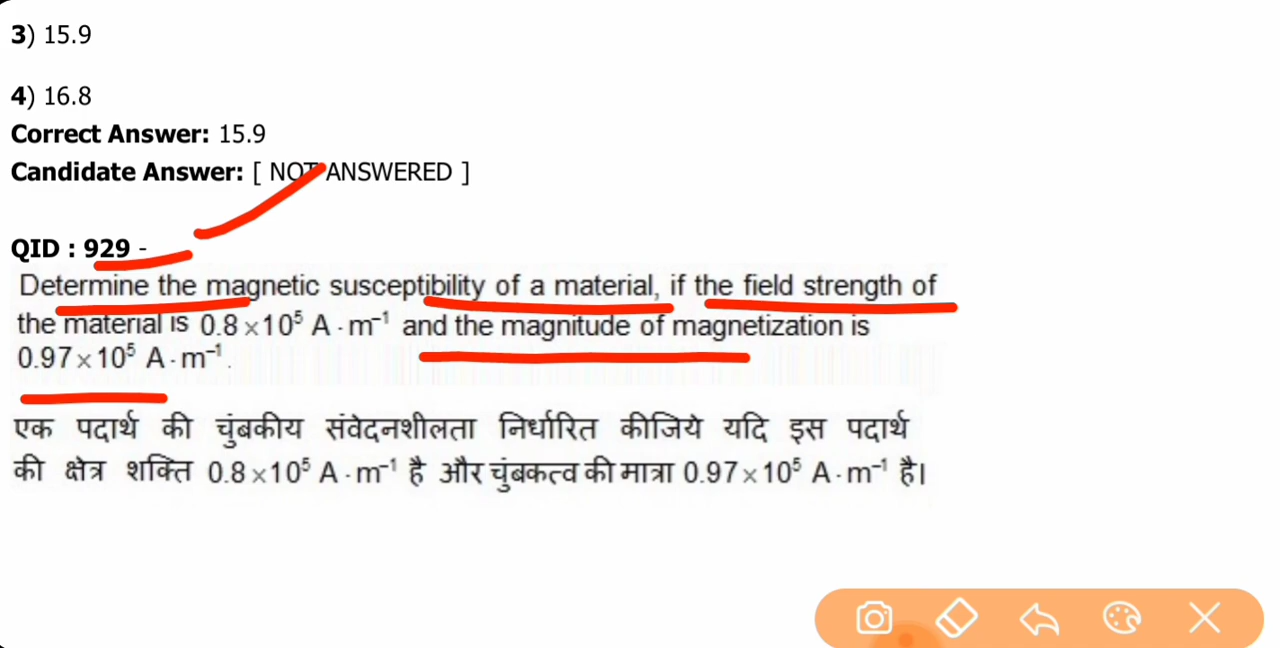 3) 15.9
4) 16.8
Correct Answer: 15.9
Candidate Answer: [ NOT ANSWERED ]
QID : 929 -
Determine the magnetic susceptibility of a material, if the field strength of
the material is 0.8×10⁵ A·m⁻¹ and the magnitude of magnetization is
0.97×10⁵ A·m⁻¹.
एक पदार्थ की चुंबकीय संवेदनशीलता निर्धारित कीजिये यदि इस पदार्थ
की क्षेत्र शक्ति 0.8×10⁵ A·m⁻¹ है और चुंबकत्व की मात्रा 0.97×10⁵ A·m⁻¹ है।